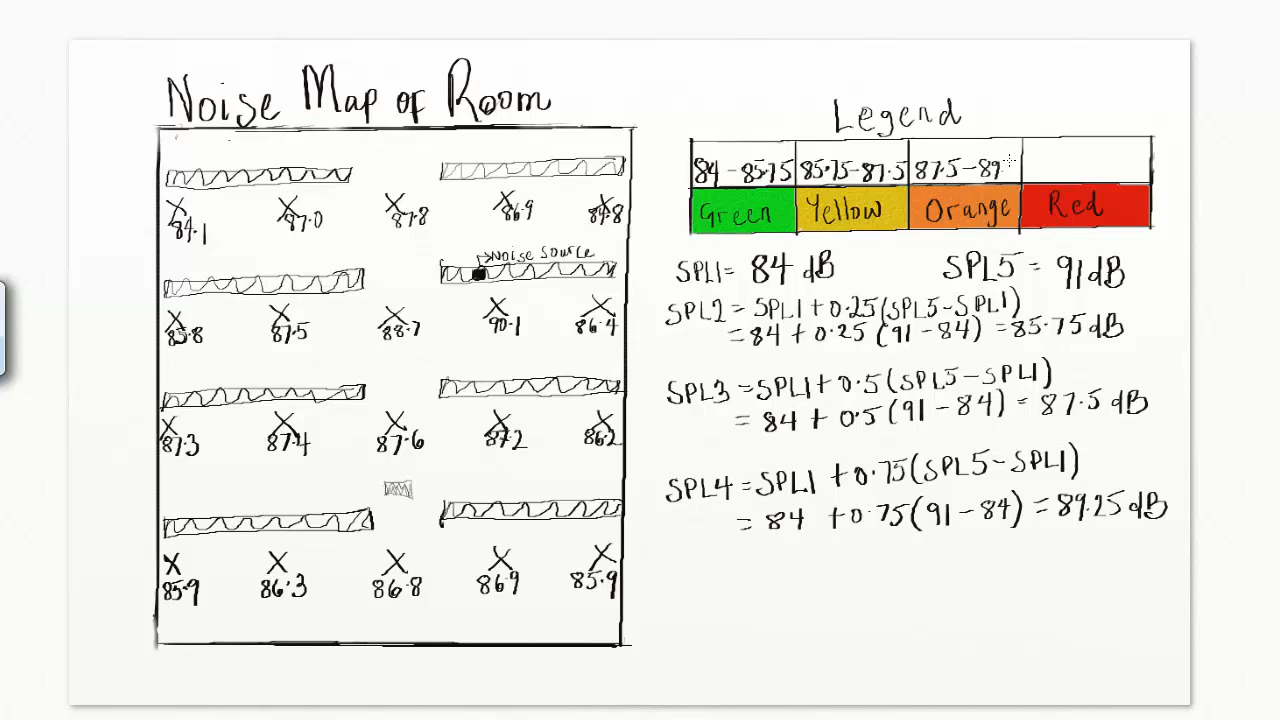 Noise Map of Room
84.1 87.0 87.8 86.9
Noise Source
85.8 87.5 88.7 90.1 86.4
87.3 87.4 87.6 87.2 86.2
85.9 86.3 86.8 86.9 85.9
Legend
84 - 85.75 85.75 - 87.5 87.5 - 89
Green Yellow Orange Red
SPL1 = 84 dB SPL5 = 91 dB
SPL2 = SPL1 + 0.25 (SPL5 - SPL1)
= 84 + 0.25 (91 - 84) = 85.75 dB
SPL3 = SPL1 + 0.5 (SPL5 - SPL1)
= 84 + 0.5 (91 - 84) = 87.5 dB
SPL4 = SPL1 + 0.75 (SPL5 - SPL1)
= 84 + 0.75 (91 - 84) = 89.25 dB